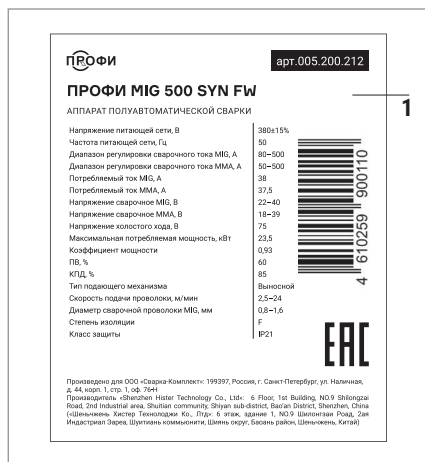 ПРОФИ
арт.005.200.212
ПРОФИ MIG 500 SYN FW
АППАРАТ ПОЛУАВТОМАТИЧЕСКОЙ СВАРКИ
1
Напряжение питающей сети, В 380±15%
Частота питающей сети, Гц 50
Диапазон регулировки сварочного тока MIG, А 80–500
Диапазон регулировки сварочного тока MMA, А 50–500
Потребляемый ток MIG, А 38
Потребляемый ток MMA, А 37,5
Напряжение сварочное MIG, В 22–40
Напряжение сварочное MMA, В 18–39
Напряжение холостого хода, В 75
Максимальная потребляемая мощность, кВт 23,5
Коэффициент мощности 0,93
ПВ, % 60
КПД, % 85
Тип подающего механизма Выносной
Скорость подачи проволоки, м/мин 2,5–24
Диаметр сварочной проволоки MIG, мм 0,8–1,6
Степень изоляции F
Класс защиты IP21
4 610259 900110
EAC
Произведено для ООО «Сварка-Комплект»: 199397, Россия, г. Санкт-Петербург, ул. Наличная,
д. 44, корп. 1, стр. 1, оф. 76-Н
Производитель «Shenzhen Hister Technology Co., Ltd»: 6 Floor, 1st Building, NO.9 Shilongzai
Road, 2nd Industrial area, Shuitian community, Shiyan sub-district, Bao'an District, Shenzhen, China
(«Шеньчжень Хистер Технолоджи Ко., Лтд»: 6 этаж, здание 1, NO.9 Шилонгзаи Роад, 2ая
Индастриал Эареа, Шуитиань коммьюнити, Шиянь округ, Баоань район, Шеньчжень, Китай)